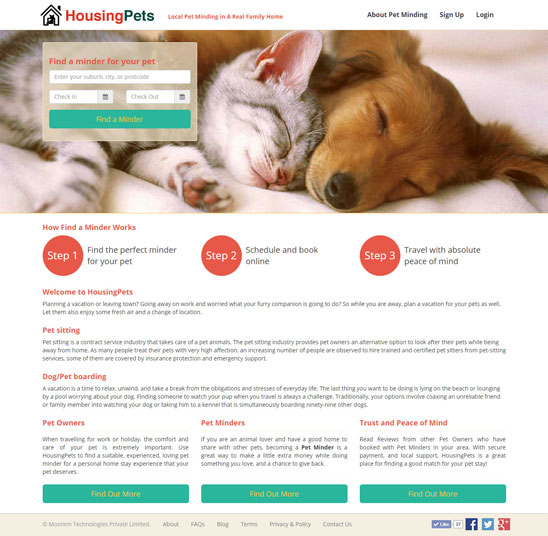 HousingPets
Local Pet Minding in A Real Family Home
About Pet Minding Sign Up Login
Find a minder for your pet
Enter your suburb, city, or postcode
Check In Check Out
Find a Minder
How Find a Minder Works
Step 1 Find the perfect minder
for your pet
Step 2 Schedule and book
online
Step 3 Travel with absolute
peace of mind
Welcome to HousingPets
Planning a vacation or leaving town? Going away on work and worried what your furry companion is going to do? So while you are away, plan a vacation for your pets as well.
Let them also enjoy some fresh air and a change of location.
Pet sitting
Pet sitting is a contract service industry that takes care of a pet animals. The pet sitting industry provides pet owners an alternative option to look after their pets while being
away from home. As many people treat their pets with very high affection, an increasing number of people are observed to hire trained and certified pet sitters from pet-sitting
services, some of them are covered by insurance protection and emergency support.
Dog/Pet boarding
A vacation is a time to relax, unwind, and take a break from the obligations and stresses of everyday life. The last thing you want to be doing is lying on the beach or lounging
by a pool worrying about your dog. Finding someone to watch your pup when you travel is always a challenge. Traditionally, your options involve coaxing an unreliable friend
or family member into watching your dog or taking him to a kennel that is simultaneously boarding ninety-nine other dogs.
Pet Owners
When travelling for work or holiday, the comfort and
care of your pet is extremely important. Use
HousingPets to find a suitable, experienced, loving pet
minder for a personal home stay experience that your
pet deserves.
Find Out More
Pet Minders
If you are an animal lover and have a good home to
share with other pets, becoming a Pet Minder is a
great way to make a little extra money while doing
something you love, and a chance to give back.
Find Out More
Trust and Peace of Mind
Read Reviews from other Pet Owners who have
booked with Pet Minders in your area. With secure
payment, and local support, HousingPets is a great
place for finding a good match for your pet stay!
Find Out More
© Moorem Technologies Private Limited. About FAQs Blog Terms Privacy & Policy Contact Us
Like 37